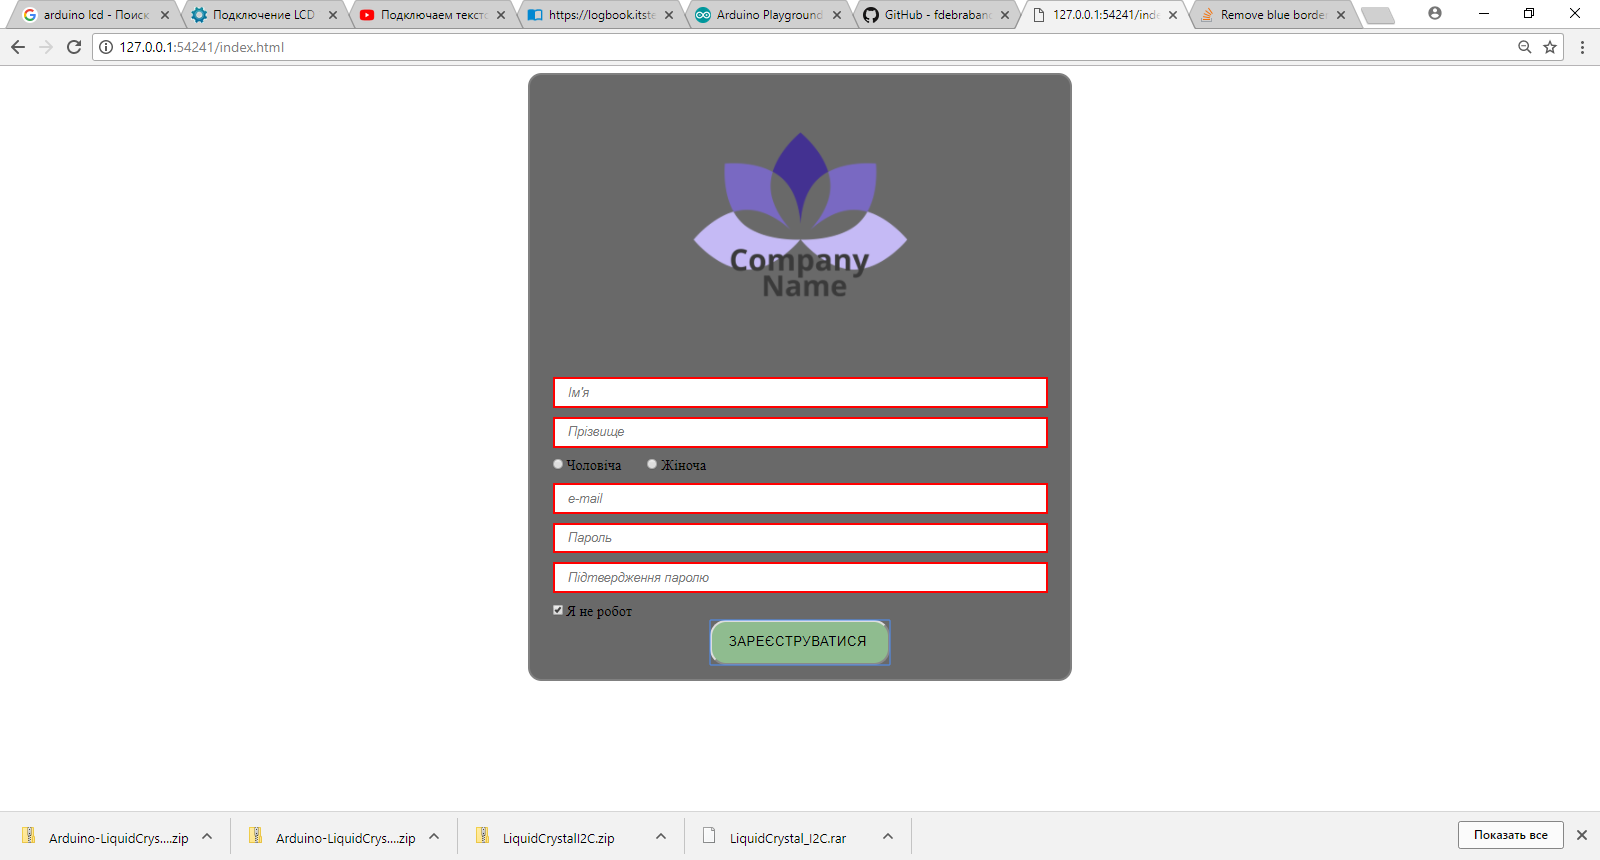 arduino lcd - Поиск
Подключение LCD
Подключаем текст
https://logbook.itste
Arduino Playground
GitHub - fdebraban
127.0.0.1:54241/inde
Remove blue border
127.0.0.1:54241/index.html
Company
Name
Ім'я
Прізвище
Чоловіча Жіноча
e-mail
Пароль
Підтвердження паролю
Я не робот
ЗАРЕЄСТРУВАТИСЯ
Arduino-LiquidCrys....zip
Arduino-LiquidCrys....zip
LiquidCrystalI2C.zip
LiquidCrystal_I2C.rar
Показать все